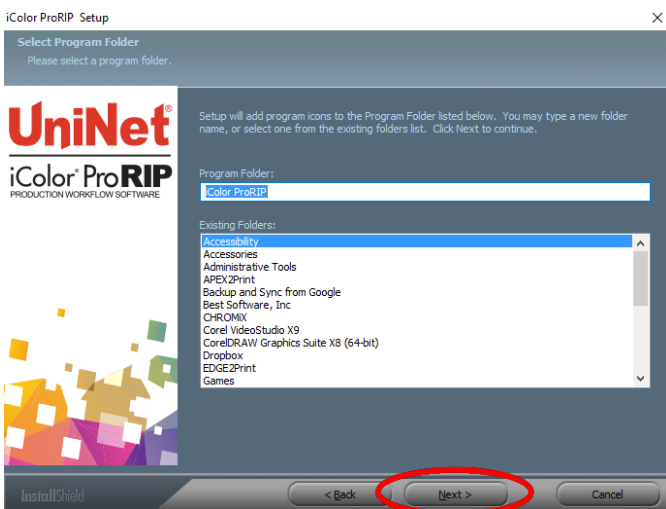 iColor ProRIP Setup
Select Program Folder
Please select a program folder.
UniNet®
iColor® ProRIP
PRODUCTION WORKFLOW SOFTWARE
Setup will add program icons to the Program Folder listed below. You may type a new folder
name, or select one from the existing folders list. Click Next to continue.
Program Folder:
iColor ProRIP
Existing Folders:
Accessibility
Accessories
Administrative Tools
APEX2Print
Backup and Sync from Google
Best Software, Inc
CHROMiX
Corel VideoStudio X9
CorelDRAW Graphics Suite X8 (64-bit)
Dropbox
EDGE2Print
Games
InstallShield
< Back
Next >
Cancel